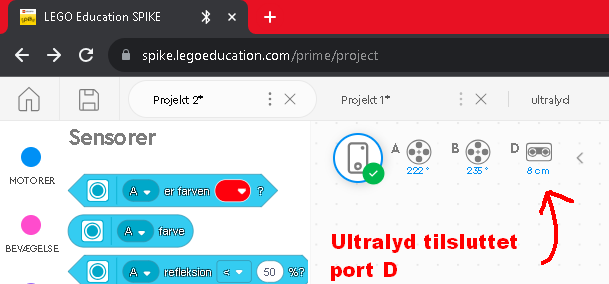 LEGO Education SPIKE
spike.legoeducation.com/prime/project
Projekt 2* Projekt 1* ultralyd
Sensorer
A B D
222° 235° 8 cm
MOTORER
A er farven ?
BEVÆGELSE
A farve
Ultralyd tilsluttet
port D
A refleksion < 50 %?